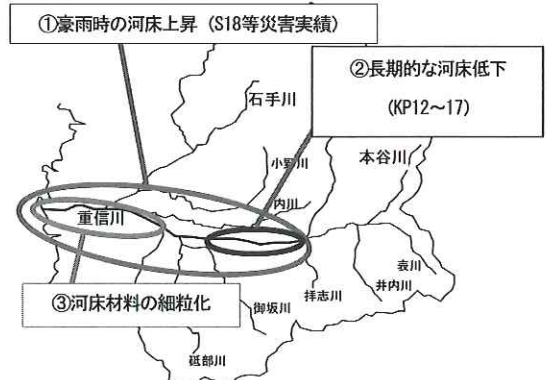 ①豪雨時の河床上昇（S18等災害実績）
②長期的な河床低下
（KP12～17）
石手川
小野川
本谷川
内川
重信川
表川
拝志川
井内川
③河床材料の細粒化
御坂川
砥部川